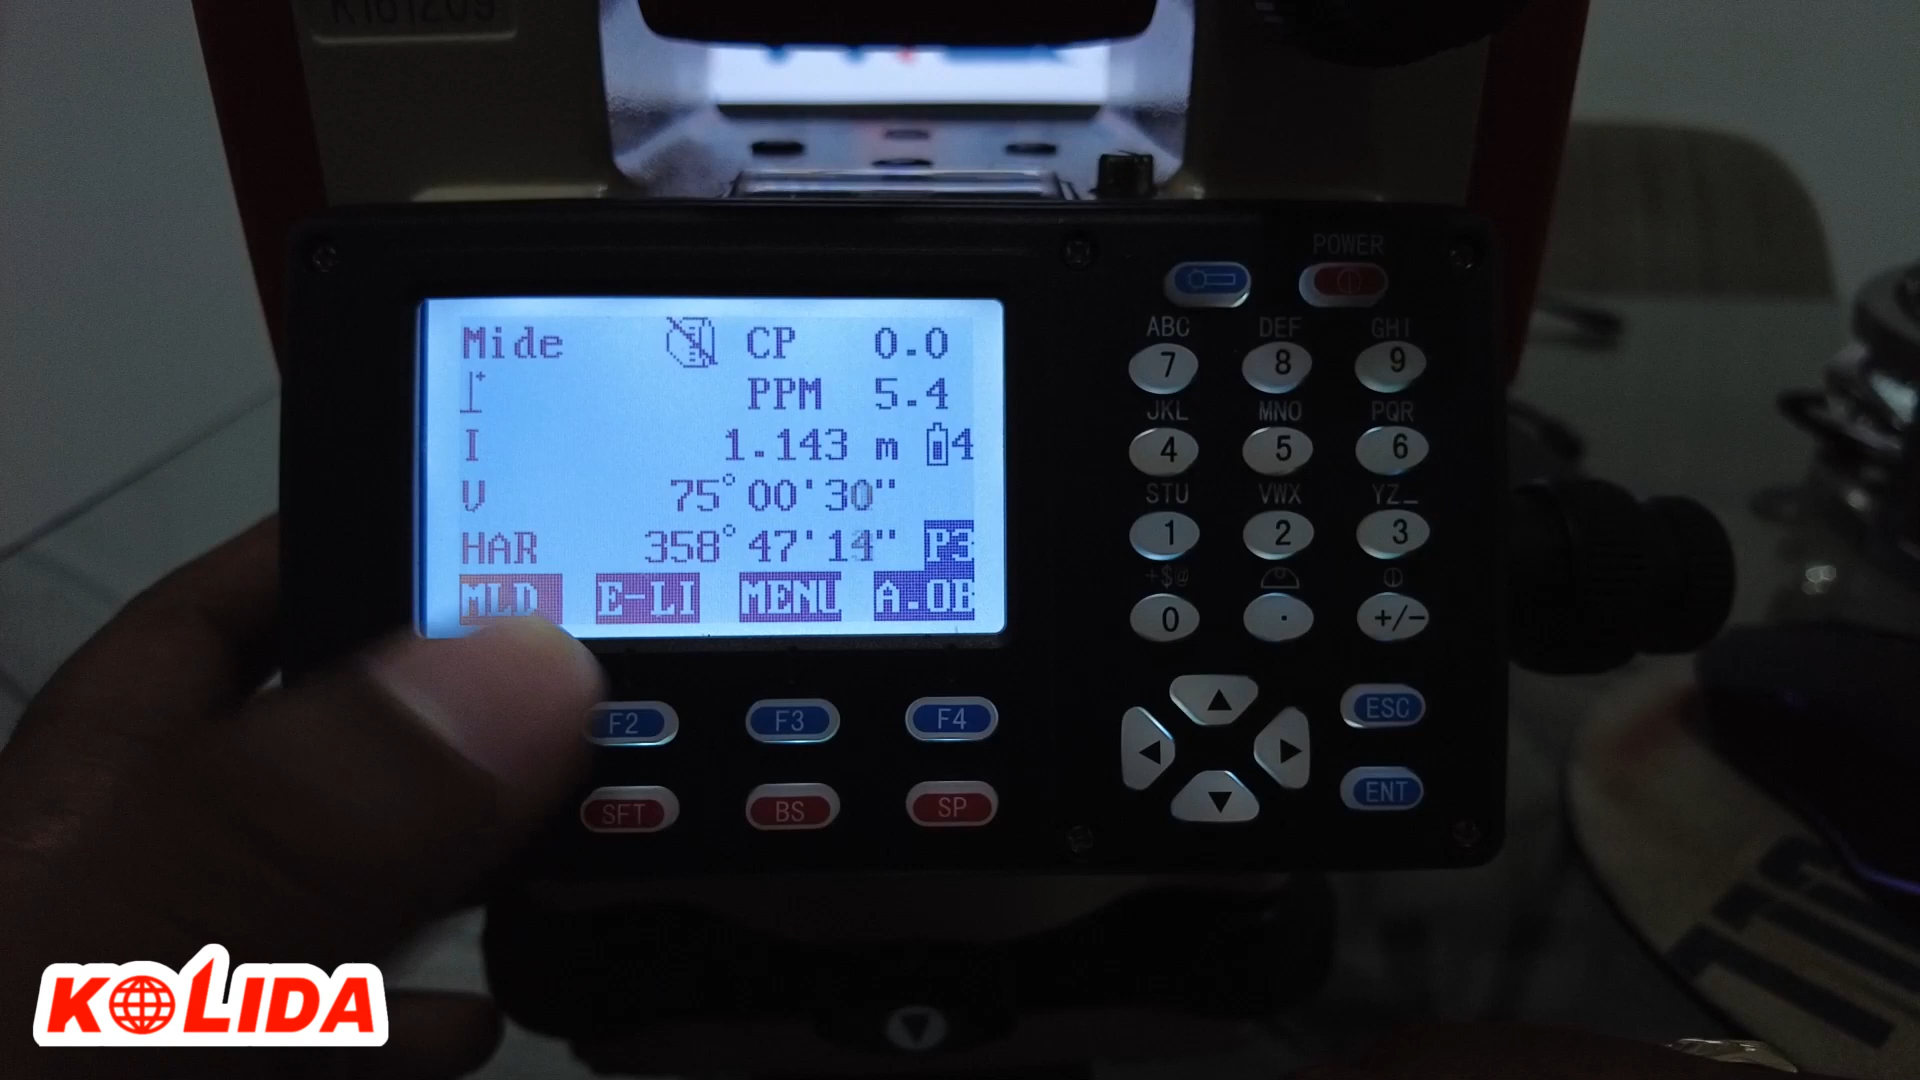 K161209
Mide CP 0.0
PPM 5.4
I 1.143 m 4
V 75°00'30"
HAR 358°47'14" P3
MLD E-LI MENU
POWER
ABC DEF GHI
7 8 9
JKL MNO PQR
4 5 6
STU VWX YZ_
1 2 3
+$@
0 . +/-
F2 F3 F4 ESC
SFT BS SP ENT
KOLIDA